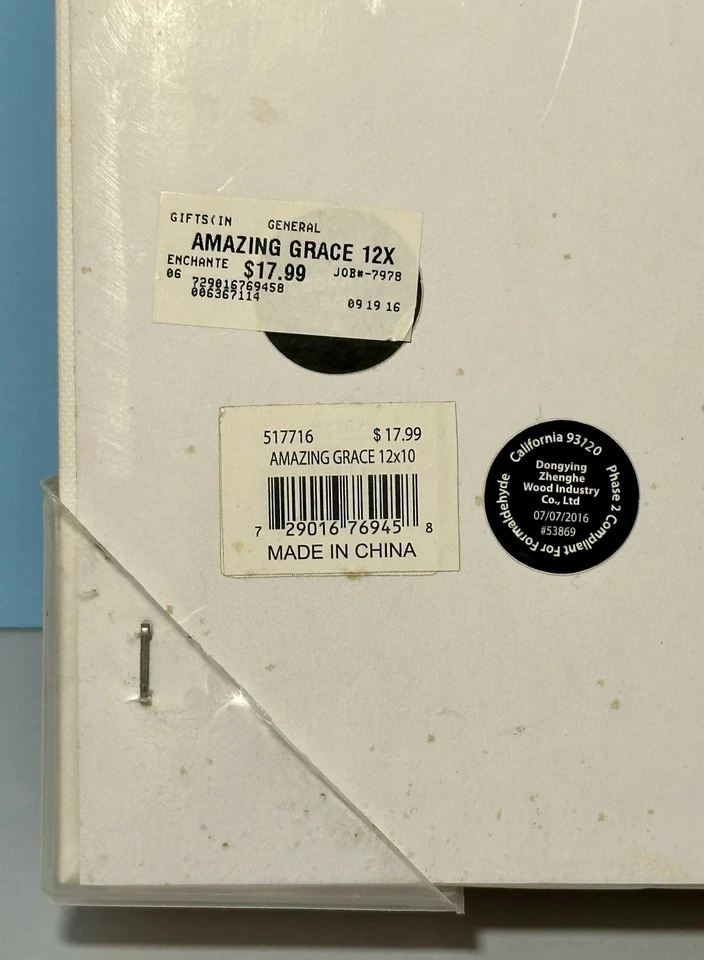 GIFTS(IN GENERAL
AMAZING GRACE 12X
ENCHANTE $17.99 JOB#-7978
06 729016769458
006367114 09 19 16
517716 $ 17.99
AMAZING GRACE 12x10
7 29016 76945 8
MADE IN CHINA
California 93120
Phase 2 Compliant For Formaldehyde
Dongying
Zhenghe
Wood Industry
Co., Ltd
07/07/2016
#53869